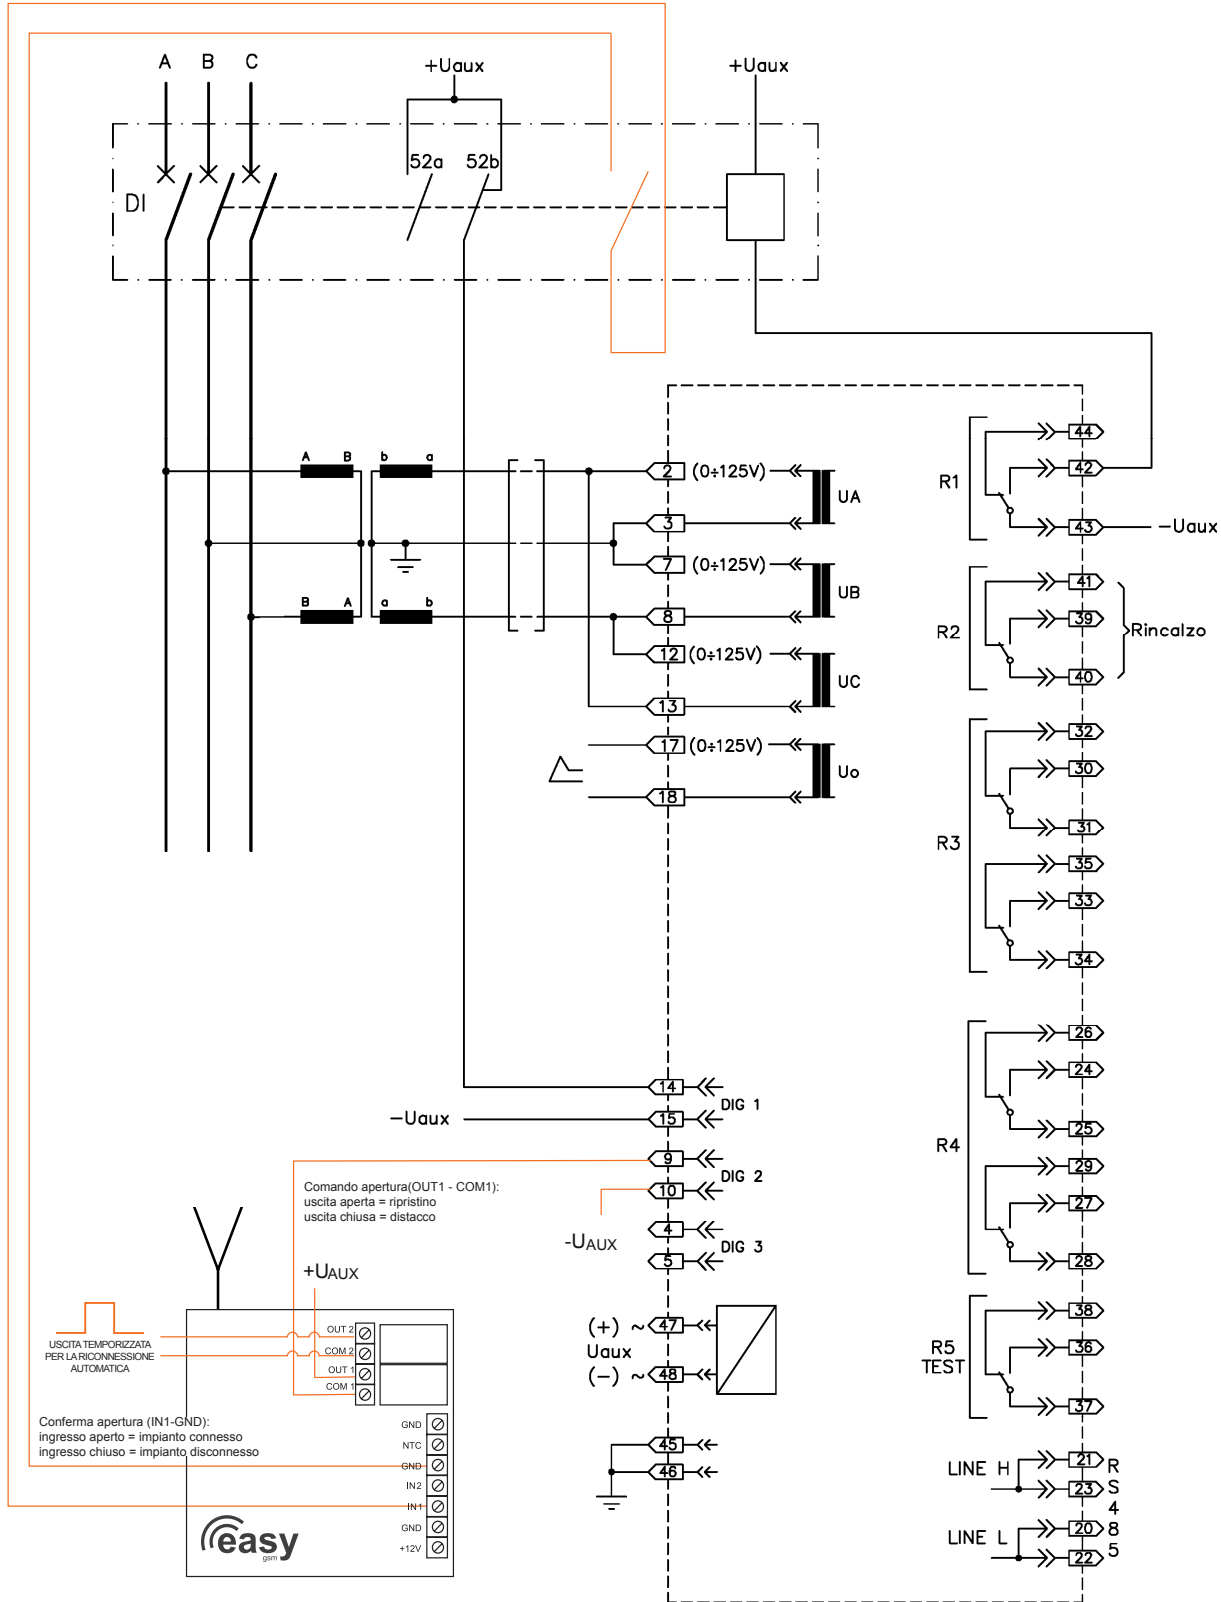 A B C
+Uaux
+Uaux
52a 52b
DI
A B b a
B A a b
2 (0÷125V)
3
UA
7 (0÷125V)
8
UB
12 (0÷125V)
13
UC
17 (0÷125V)
18
Uo
R1
44
42
43
-Uaux
R2
41
39
40
Rincalzo
R3
32
30
31
35
33
34
R4
26
24
25
29
27
28
R5
TEST
38
36
37
LINE H
21
23
LINE L
20
22
R
S
4
8
5
14
-Uaux
15
DIG 1
9
10
DIG 2
-UAUX
4
5
DIG 3
(+) ~ 47
Uaux
(-) ~ 48
45
46
Comando apertura(OUT1 - COM1):
uscita aperta = ripristino
uscita chiusa = distacco
+UAUX
USCITA TEMPORIZZATA
PER LA RICONNESSIONE
AUTOMATICA
OUT 2
COM 2
OUT 1
COM 1
Conferma apertura (IN1-GND):
ingresso aperto = impianto connesso
ingresso chiuso = impianto disconnesso
GND
NTC
GND
IN2
IN1
GND
+12V
easy
gsm